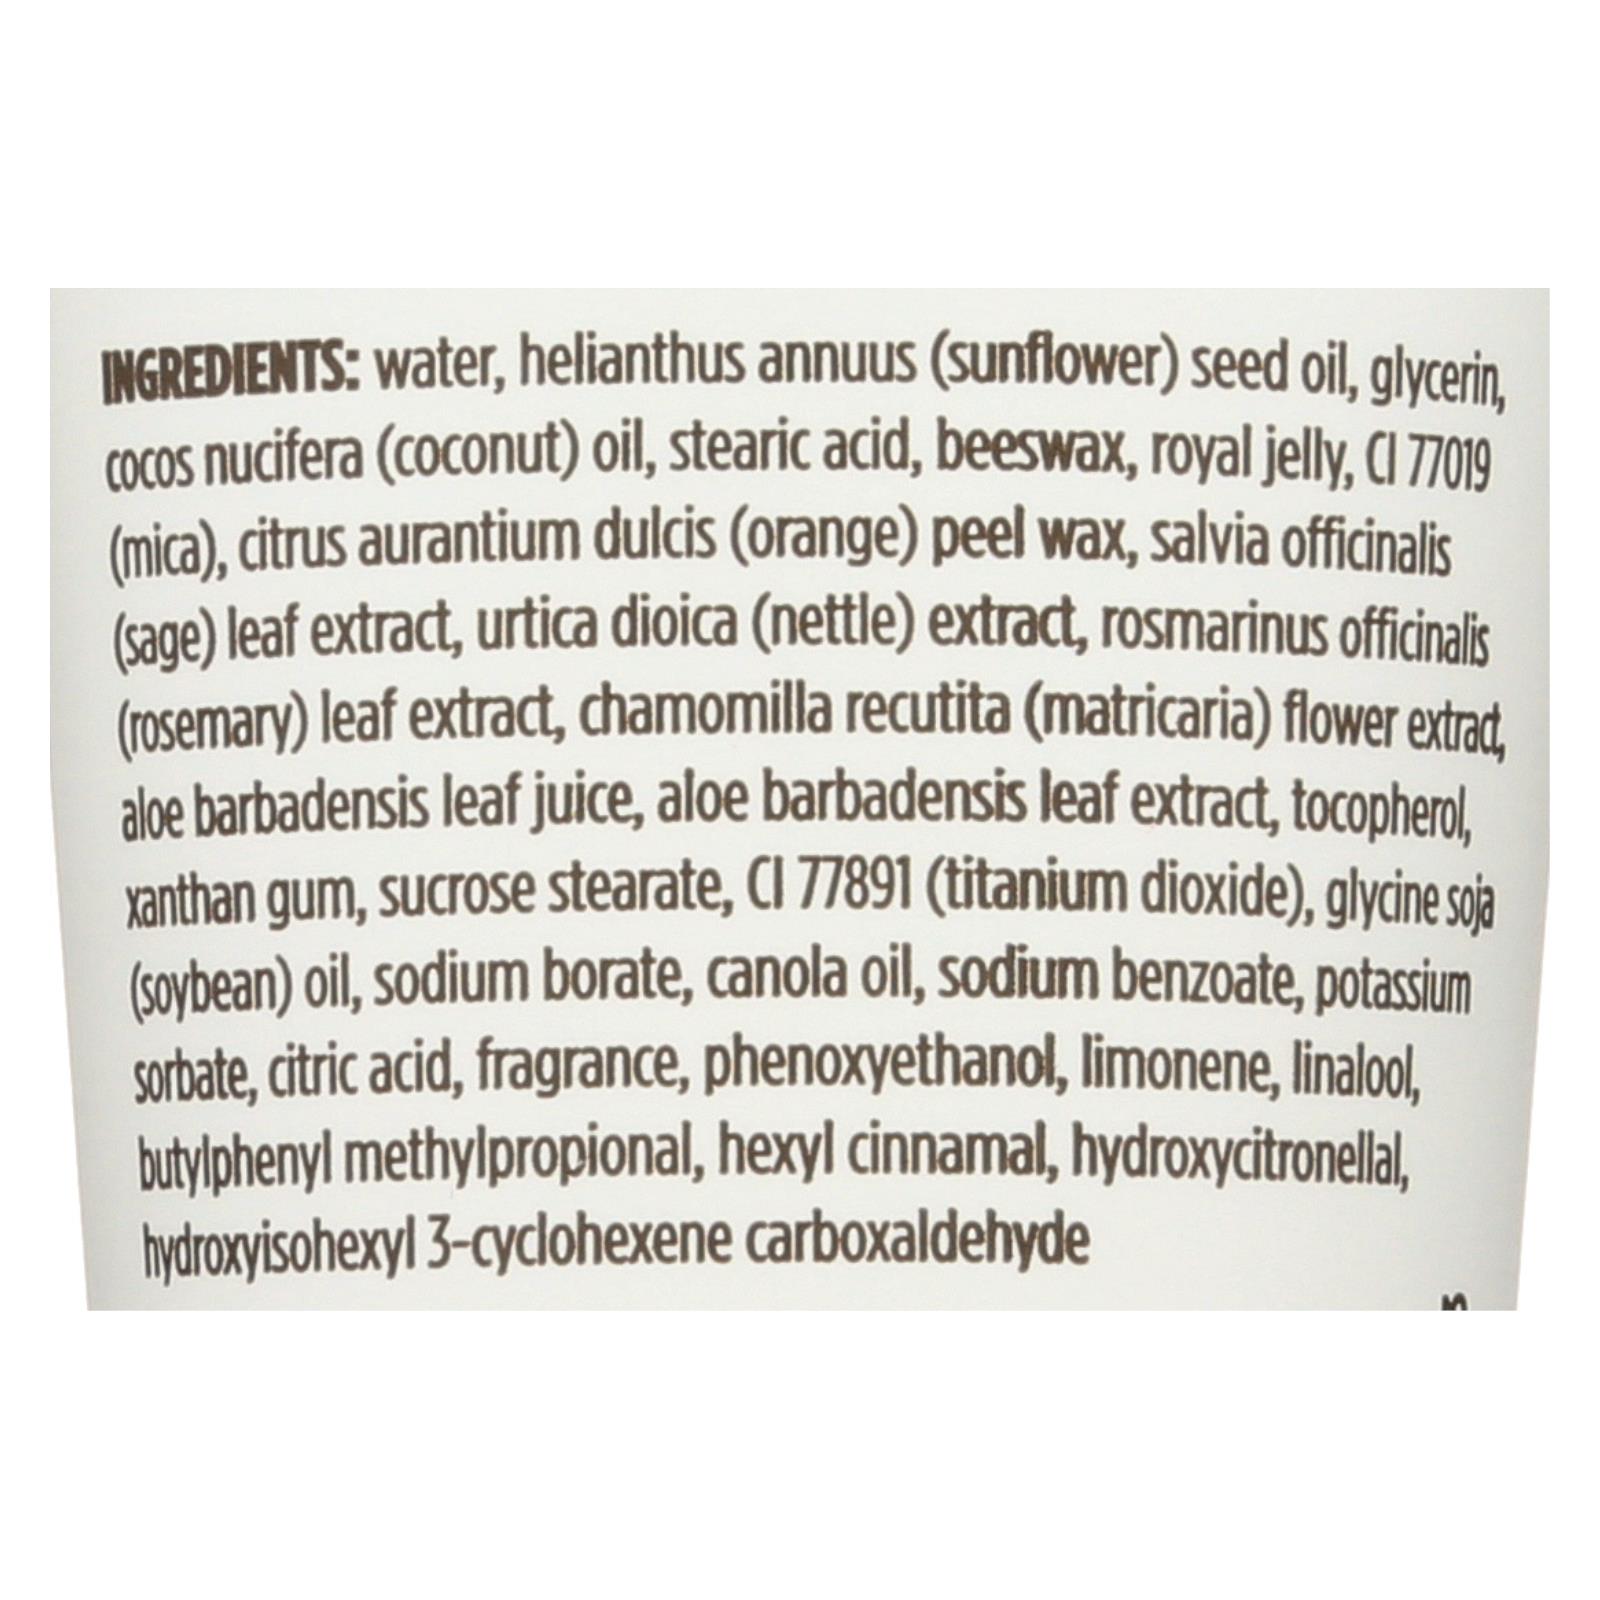 INGREDIENTS: water, helianthus annuus (sunflower) seed oil, glycerin,
cocos nucifera (coconut) oil, stearic acid, beeswax, royal jelly, CI 77019
(mica), citrus aurantium dulcis (orange) peel wax, salvia officinalis
(sage) leaf extract, urtica dioica (nettle) extract, rosmarinus officinalis
(rosemary) leaf extract, chamomilla recutita (matricaria) flower extract,
aloe barbadensis leaf juice, aloe barbadensis leaf extract, tocopherol,
xanthan gum, sucrose stearate, CI 77891 (titanium dioxide), glycine soja
(soybean) oil, sodium borate, canola oil, sodium benzoate, potassium
sorbate, citric acid, fragrance, phenoxyethanol, limonene, linalool,
butylphenyl methylpropional, hexyl cinnamal, hydroxycitronellal,
hydroxyisohexyl 3-cyclohexene carboxaldehyde